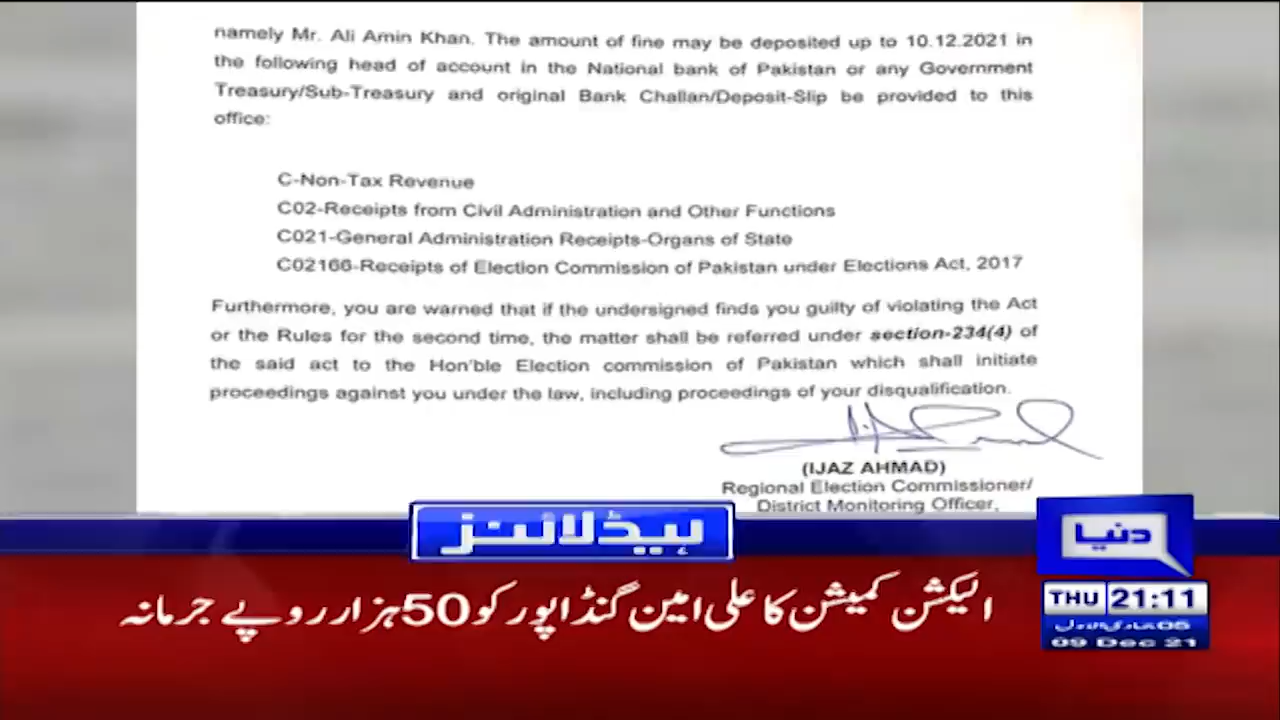 namely Mr. Ali Amin Khan. The amount of fine may be deposited up to 10.12.2021 in
the following head of account in the National bank of Pakistan or any Government
Treasury/Sub-Treasury and original Bank Challan/Deposit-Slip be provided to this
office:
C-Non-Tax Revenue
C02-Receipts from Civil Administration and Other Functions
C021-General Administration Receipts-Organs of State
C02166-Receipts of Election Commission of Pakistan under Elections Act, 2017
Furthermore, you are warned that if the undersigned finds you guilty of violating the Act
or the Rules for the second time, the matter shall be referred under section-234(4) of
the said act to the Hon'ble Election commission of Pakistan which shall initiate
proceedings against you under the law, including proceedings of your disqualification.
(IJAZ AHMAD)
Regional Election Commissioner/
District Monitoring Officer,
ہیڈلائنز
دنیا
الیکشن کمیشن کا علی امین گنڈاپور کو 50 ہزار روپے جرمانہ
THU 21:11
05 جمادی الاول
09 Dec 21